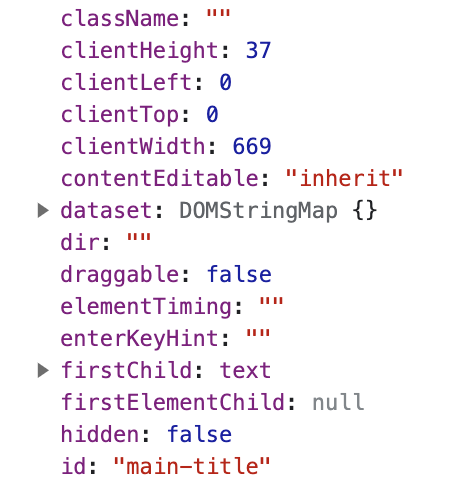 className: ""
clientHeight: 37
clientLeft: 0
clientTop: 0
clientWidth: 669
contentEditable: "inherit"
dataset: DOMStringMap {}
dir: ""
draggable: false
elementTiming: ""
enterKeyHint: ""
firstChild: text
firstElementChild: null
hidden: false
id: "main-title"